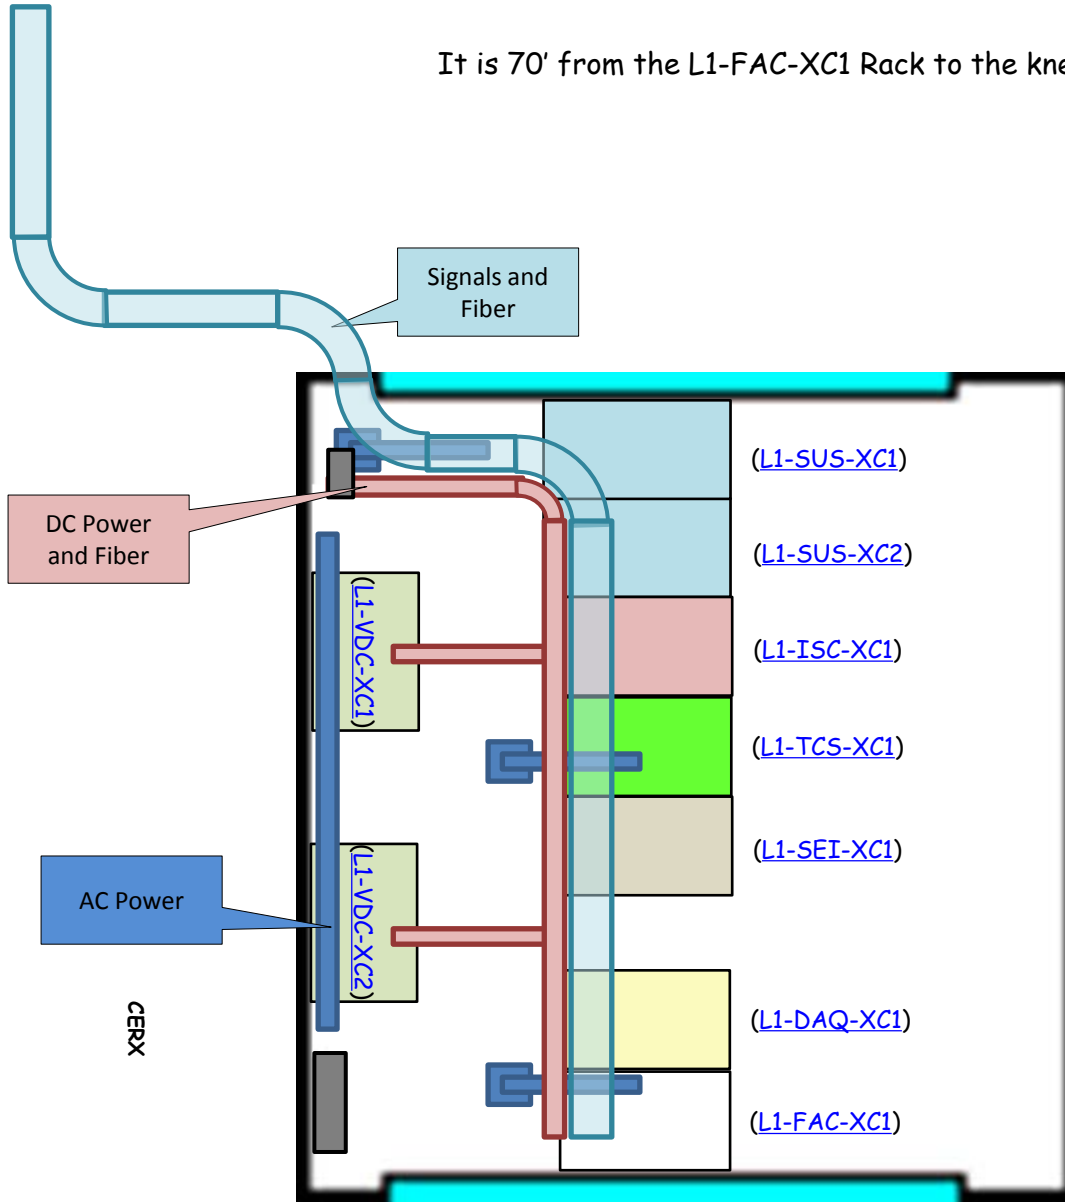 It is 70' from the L1-FAC-XC1 Rack to the kne
Signals and
Fiber
(L1-SUS-XC1)
DC Power
and Fiber
(L1-SUS-XC2)
(L1-VDC-XC1)
(L1-ISC-XC1)
(L1-TCS-XC1)
(L1-SEI-XC1)
AC Power
(L1-VDC-XC2)
CERX
(L1-DAQ-XC1)
(L1-FAC-XC1)